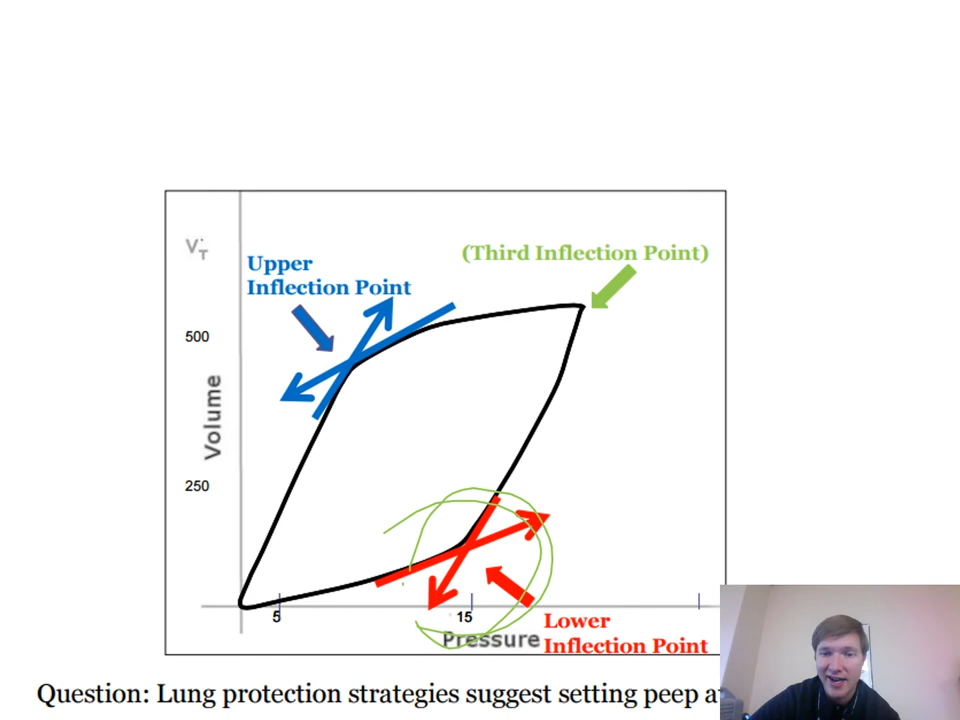 V̇T
Upper
Inflection Point
(Third Inflection Point)
500
Volume
250
5
15
Pressure
Lower
Inflection Point
Question: Lung protection strategies suggest setting peep